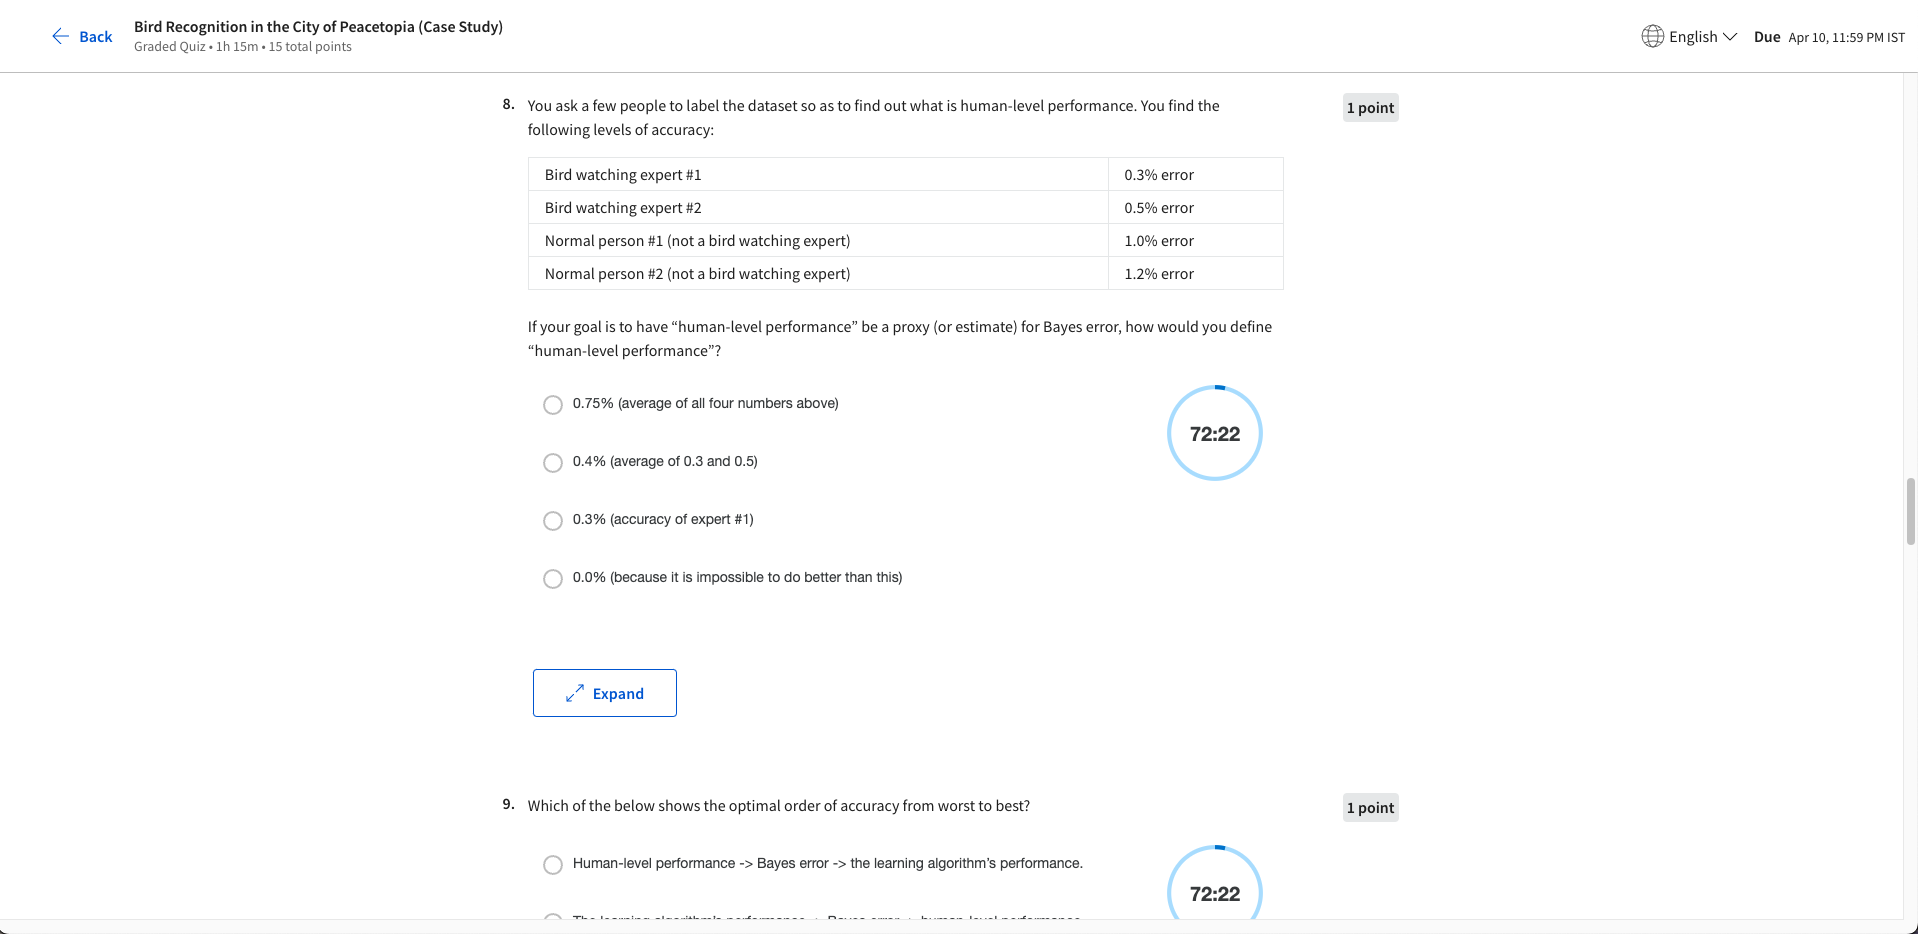 Back
Bird Recognition in the City of Peacetopia (Case Study)
Graded Quiz • 1h 15m • 15 total points
English
Due Apr 10, 11:59 PM IST
8. You ask a few people to label the dataset so as to find out what is human-level performance. You find the
following levels of accuracy:
1 point
Bird watching expert #1 0.3% error
Bird watching expert #2 0.5% error
Normal person #1 (not a bird watching expert) 1.0% error
Normal person #2 (not a bird watching expert) 1.2% error
If your goal is to have “human-level performance” be a proxy (or estimate) for Bayes error, how would you define
“human-level performance”?
0.75% (average of all four numbers above)
72:22
0.4% (average of 0.3 and 0.5)
0.3% (accuracy of expert #1)
0.0% (because it is impossible to do better than this)
Expand
9. Which of the below shows the optimal order of accuracy from worst to best?
1 point
Human-level performance -> Bayes error -> the learning algorithm’s performance.
72:22
The learning algorithm’s performance -> Bayes error -> human-level performance.